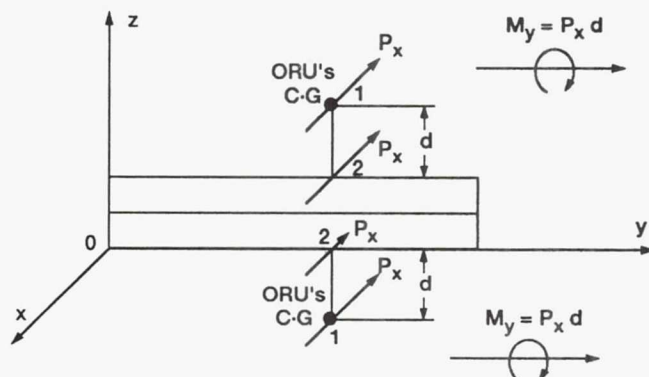 z
P_x
M_y = P_x d
ORU's
C·G
1
d
P_x
2
0
2
P_x
y
P_x
d
ORU's
C·G
1
x
M_y = P_x d